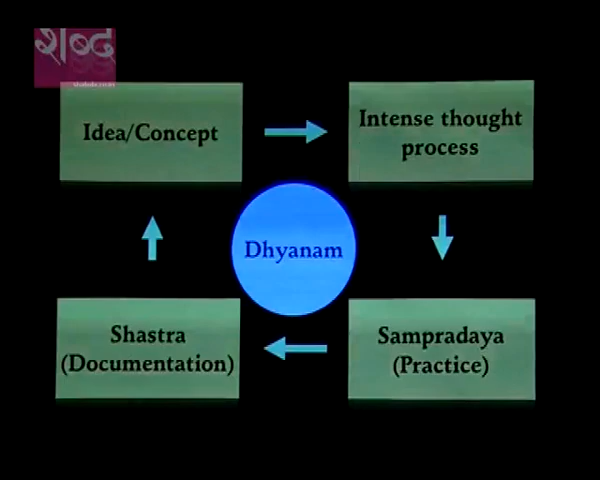 शब्द
Idea/Concept
Intense thought
process
Dhyanam
Shastra
(Documentation)
Sampradaya
(Practice)